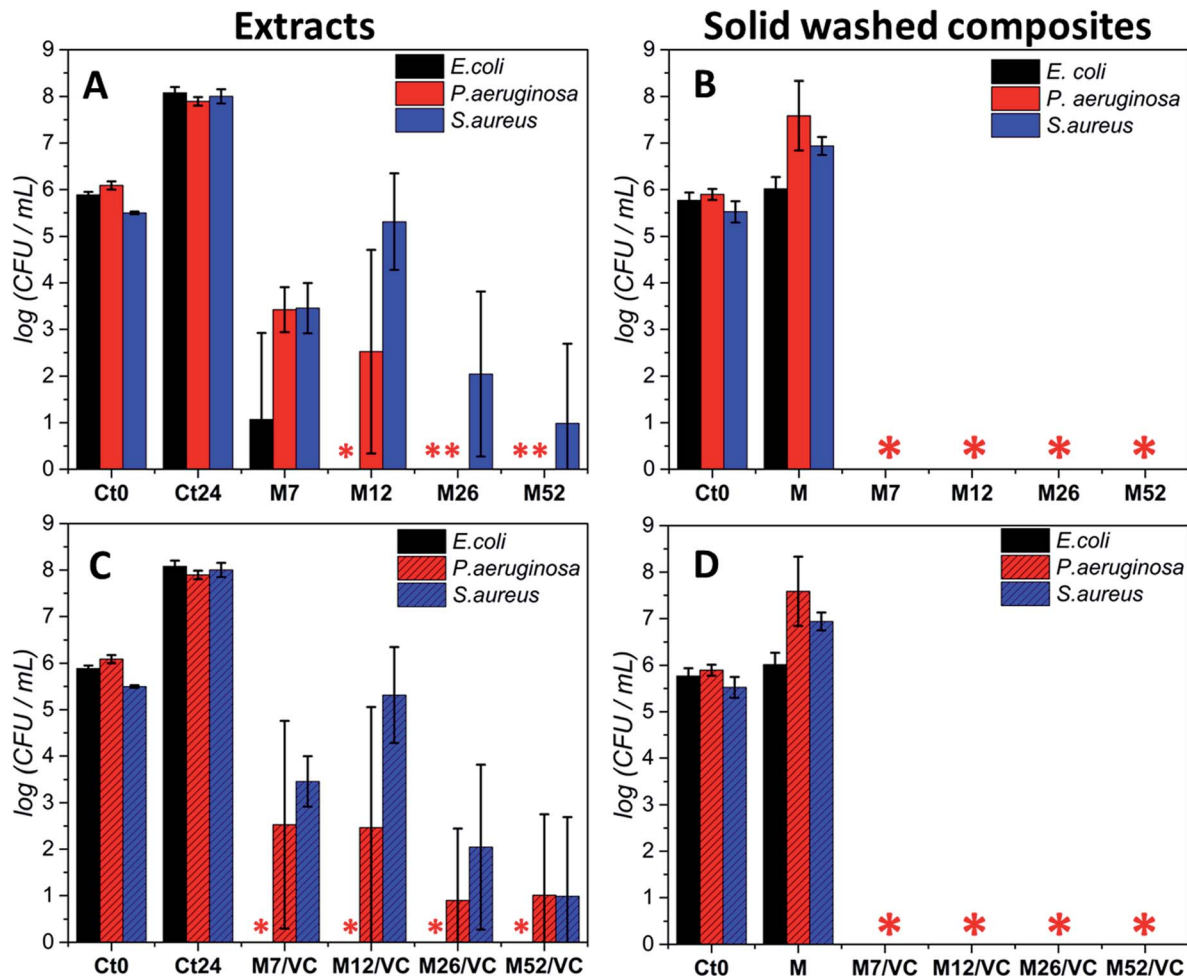 Extracts
Solid washed composites
A
E.coli
P.aeruginosa
S.aureus
log (CFU / mL)
9
8
7
6
5
4
3
2
1
0
* ** **
Ct0 Ct24 M7 M12 M26 M52
B
E. coli
P. aeruginosa
S.aureus
log (CFU / mL)
9
8
7
6
5
4
3
2
1
0
* * * *
Ct0 M M7 M12 M26 M52
C
E.coli
P.aeruginosa
S.aureus
log (CFU / mL)
9
8
7
6
5
4
3
2
1
0
* * * *
Ct0 Ct24 M7/VC M12/VC M26/VC M52/VC
D
E.coli
P.aeruginosa
S.aureus
log (CFU / mL)
9
8
7
6
5
4
3
2
1
0
* * * *
Ct0 M M7/VC M12/VC M26/VC M52/VC